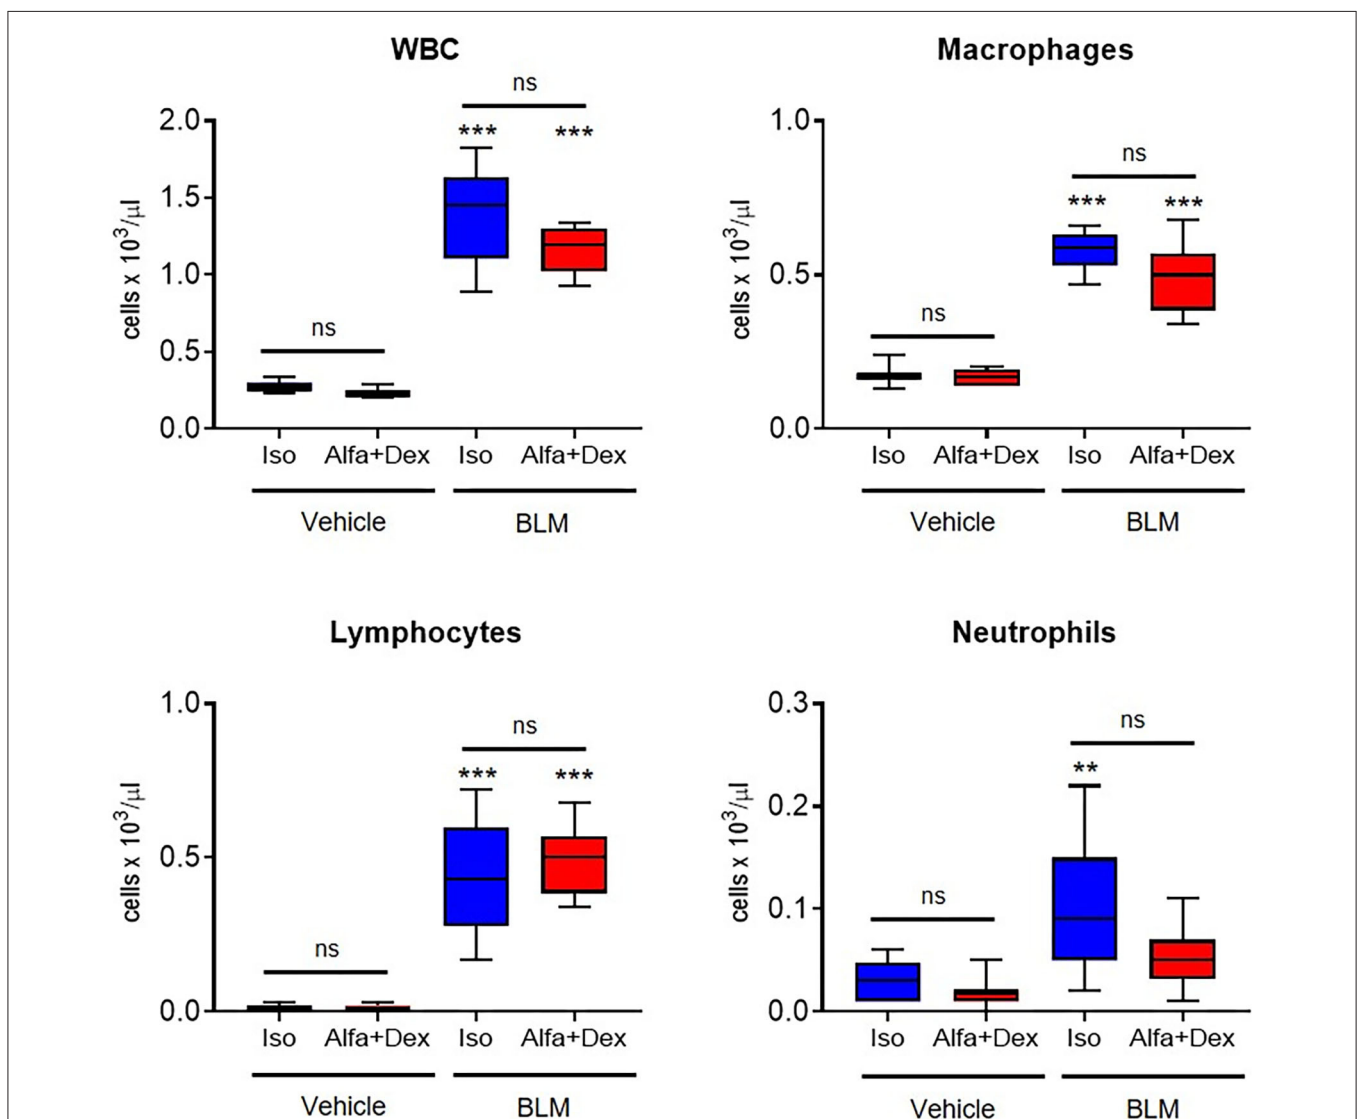 WBC
ns
2.0
***
***
1.5
1.0
0.5
0.0
cells x 10³/µl
ns
Iso Alfa+Dex Iso Alfa+Dex
Vehicle BLM
Macrophages
1.0
ns
***
***
0.5
0.0
cells x 10³/µl
ns
Iso Alfa+Dex Iso Alfa+Dex
Vehicle BLM
Lymphocytes
1.0
ns
***
***
0.5
0.0
cells x 10³/µl
ns
Iso Alfa+Dex Iso Alfa+Dex
Vehicle BLM
Neutrophils
0.3
ns
**
0.2
0.1
0.0
cells x 10³/µl
ns
Iso Alfa+Dex Iso Alfa+Dex
Vehicle BLM